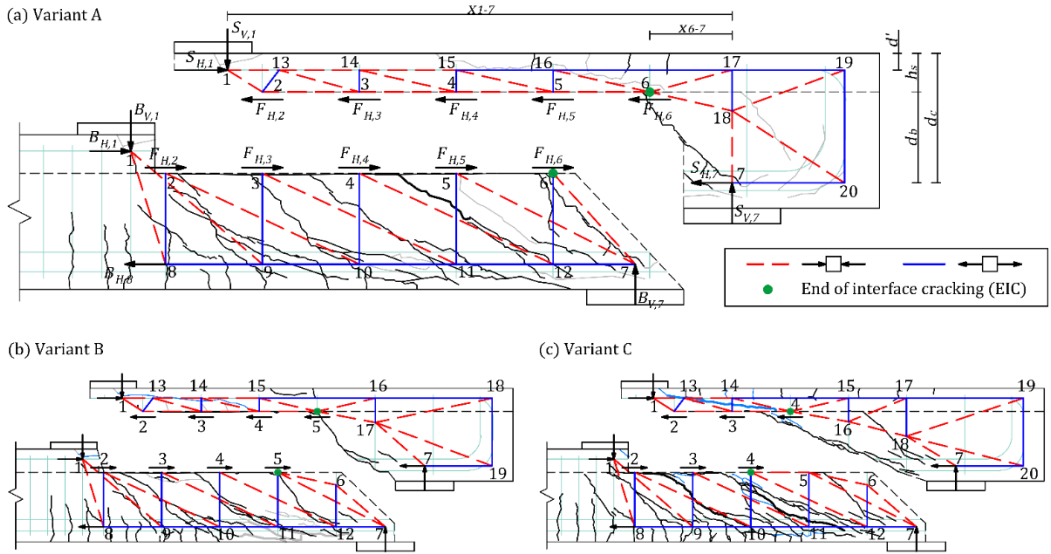 (a) Variant A
X1-7
X6-7
S_V,1
S_H,1
d'
h_s
d_b
d_c
13 14 15 16 17 19
1 2 3 4 5 6
18
F_H,2 F_H,3 F_H,4 F_H,5 F_H,6
B_V,1
B_H,1
1
F_H,2 F_H,3 F_H,4 F_H,5 F_H,6
2 3 4 5 6
S_H,7 7 20
S_V,7
B_H,8
8 9 10 11 12 7
B_V,7
End of interface cracking (EIC)
(b) Variant B
13 14 15 16 18
1 2 3 4 5
17
1 2 3 4 5
6
7 19
8 9 10 11 12 7
(c) Variant C
13 14 15 17 19
1 2 3 4
16
18
1 2 3 4
5 6
7 20
8 9 10 11 12 7